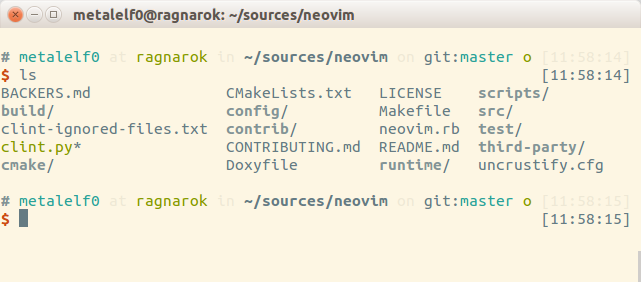 metalelf0@ragnarok: ~/sources/neovim
# metalelf0 at ragnarok in ~/sources/neovim on git:master o [11:58:14]
$ ls [11:58:14]
BACKERS.md CMakeLists.txt LICENSE scripts/
build/ config/ Makefile src/
clint-ignored-files.txt contrib/ neovim.rb test/
clint.py* CONTRIBUTING.md README.md third-party/
cmake/ Doxyfile runtime/ uncrustify.cfg
# metalelf0 at ragnarok in ~/sources/neovim on git:master o [11:58:15]
$ [11:58:15]